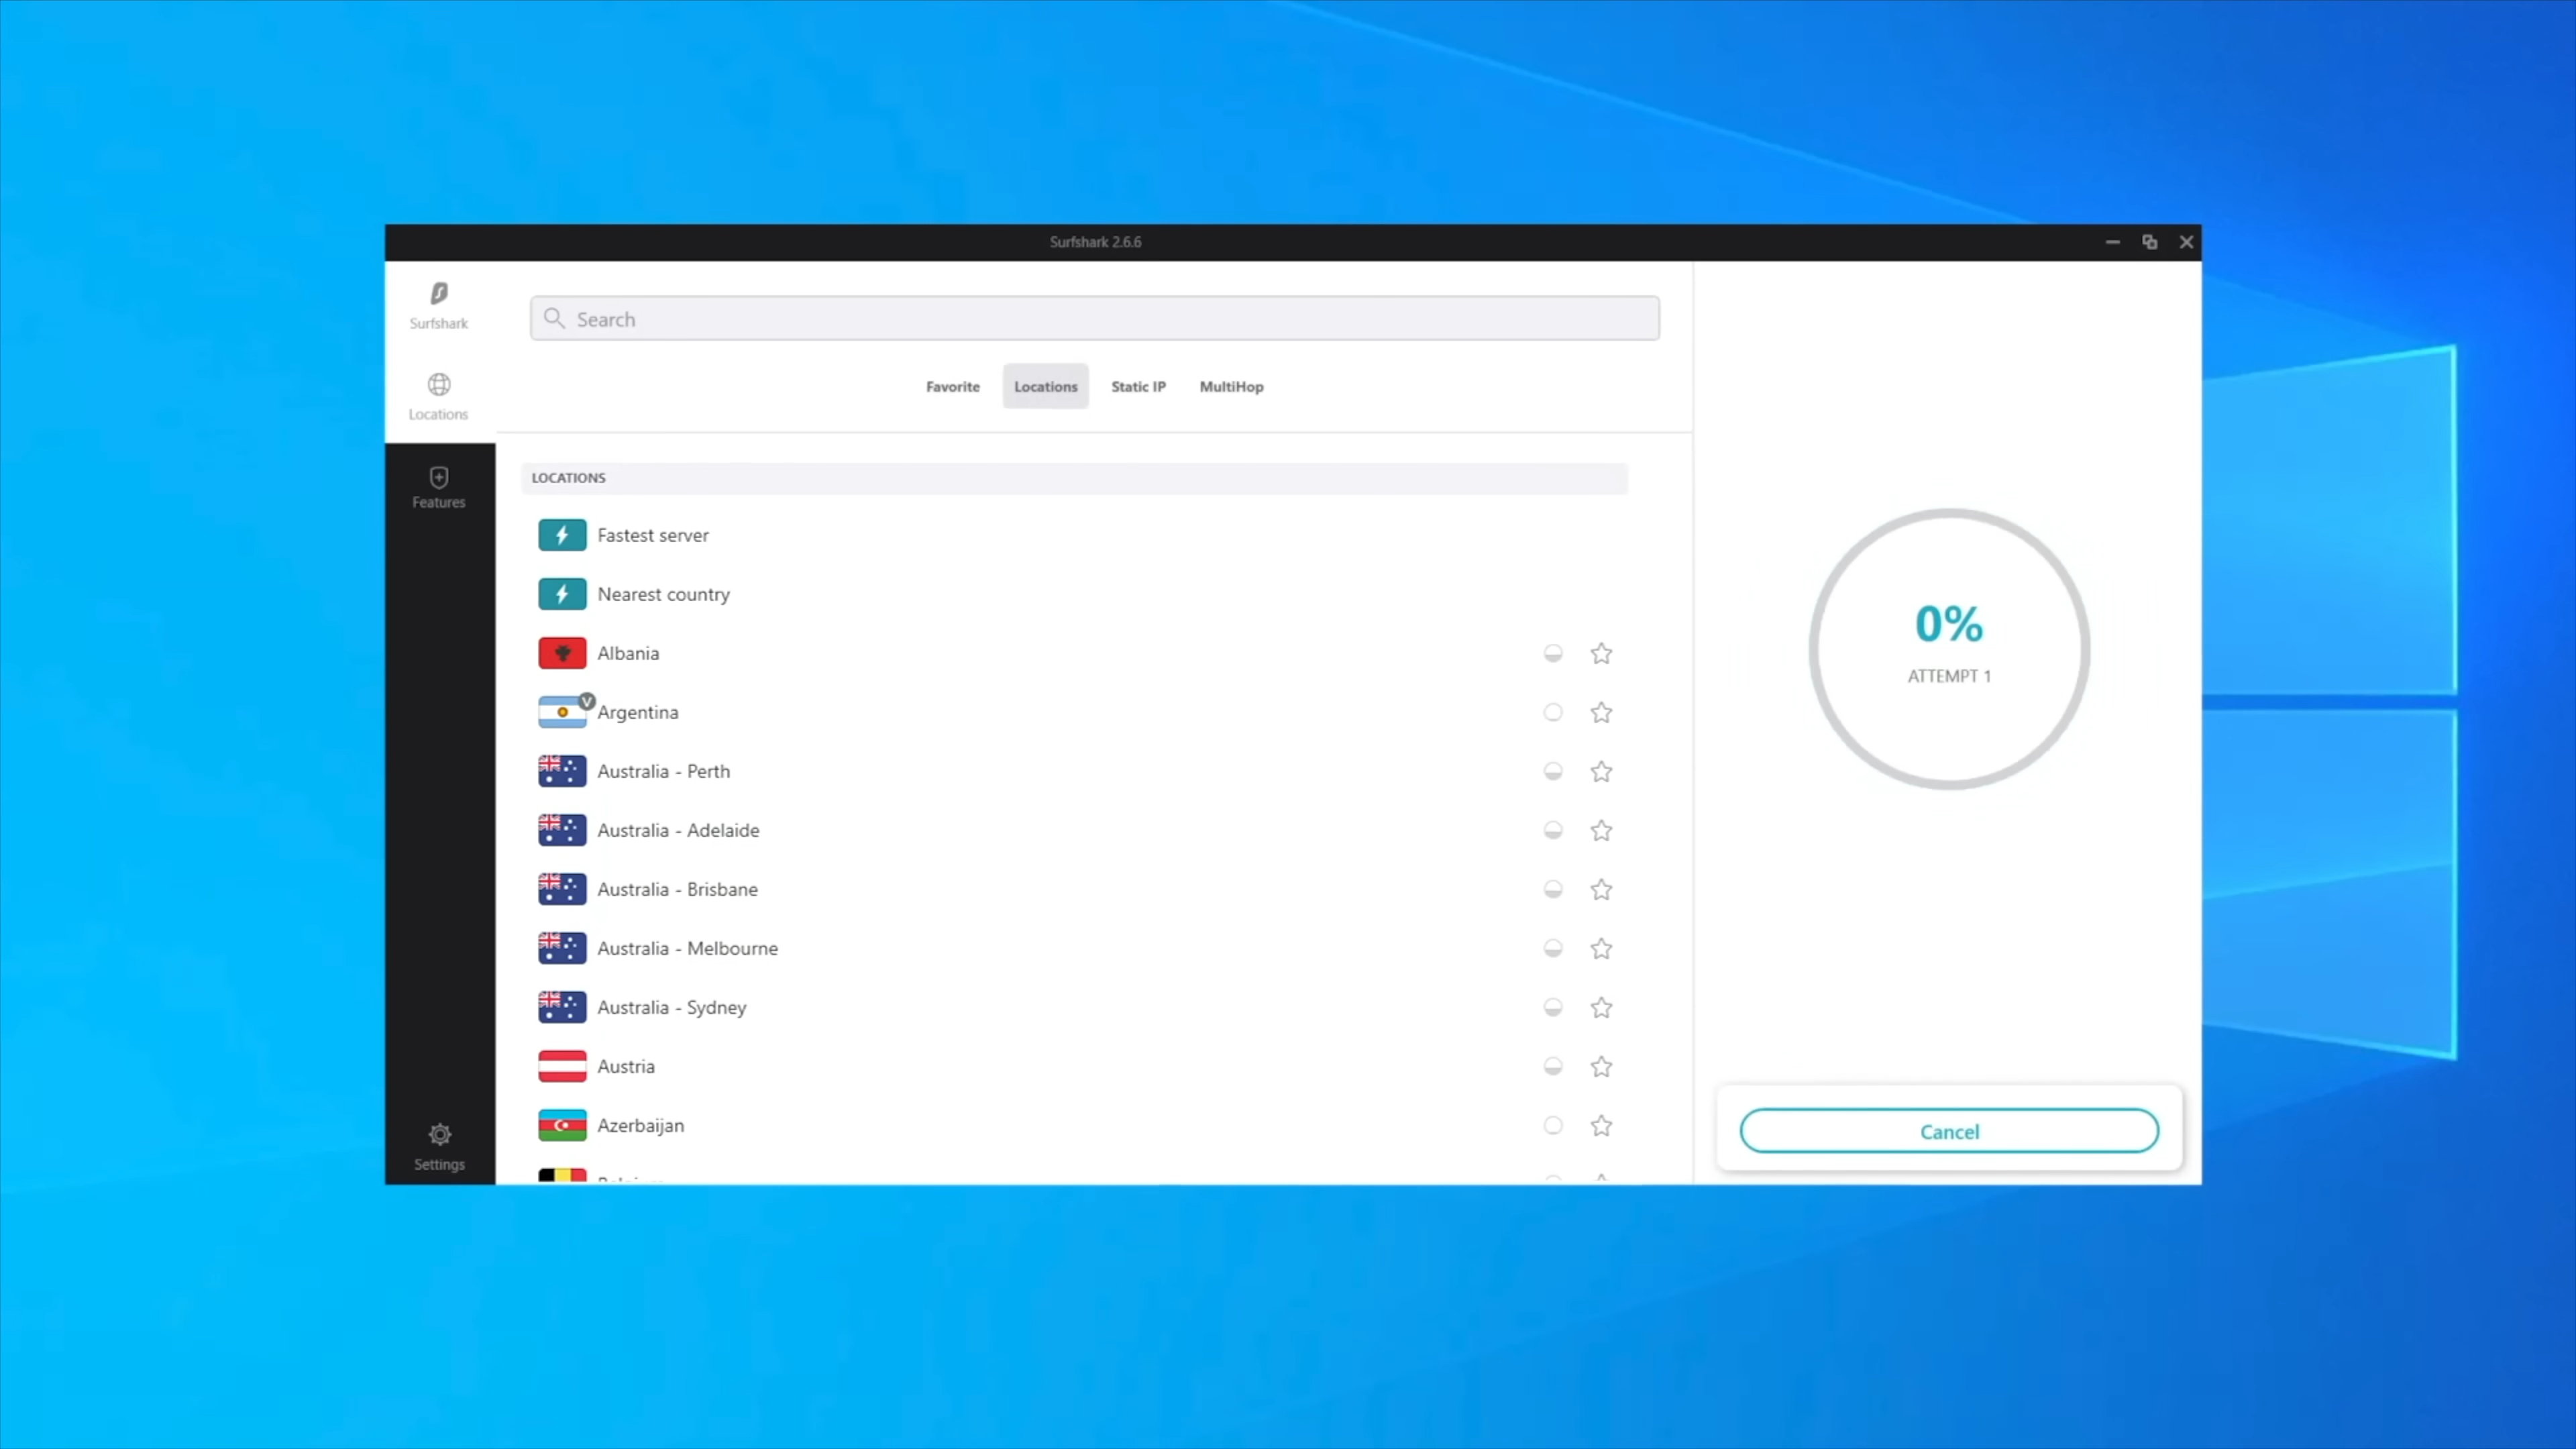 Surfshark 2.6.6
Surfshark
Search
Locations
Favorite Locations Static IP MultiHop
Features
LOCATIONS
Fastest server
Nearest country
Albania
V
Argentina
Australia - Perth
Australia - Adelaide
Australia - Brisbane
Australia - Melbourne
Australia - Sydney
Austria
Azerbaijan
Settings
0%
ATTEMPT 1
Cancel